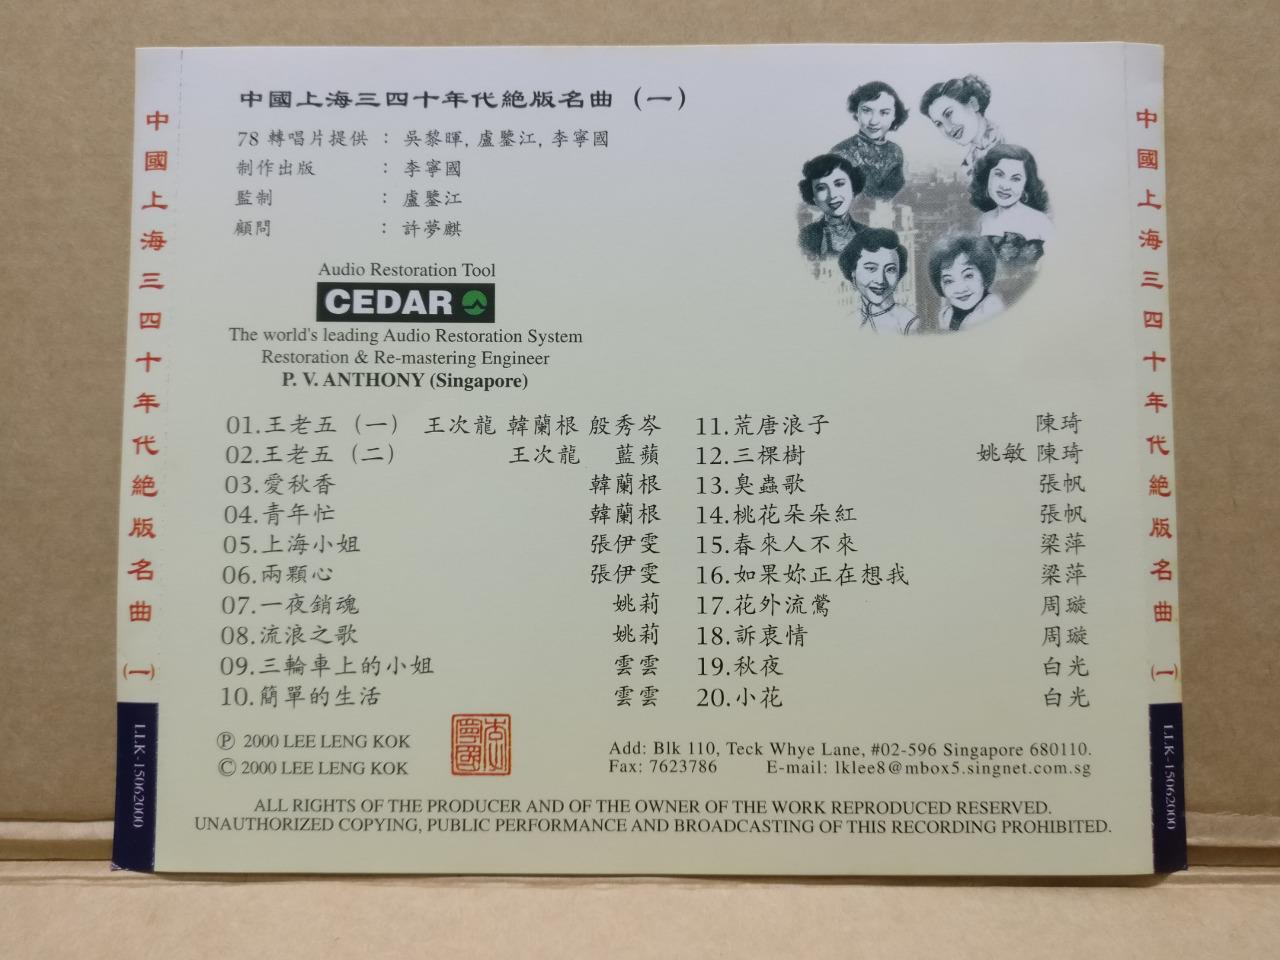 中國上海三四十年代絕版名曲（一）
78 轉唱片提供 : 吳黎暉, 盧鑒江, 李寧國
制作出版 : 李寧國
監制 : 盧鑒江
顧問 : 許夢麒
Audio Restoration Tool
CEDAR
The world's leading Audio Restoration System
Restoration & Re-mastering Engineer
P. V. ANTHONY (Singapore)
01.王老五（一） 王次龍 韓蘭根 殷秀岑
02.王老五（二） 王次龍 藍蘋
03.愛秋香 韓蘭根
04.青年忙 韓蘭根
05.上海小姐 張伊雯
06.兩顆心 張伊雯
07.一夜銷魂 姚莉
08.流浪之歌 姚莉
09.三輪車上的小姐 雲雲
10.簡單的生活 雲雲
11.荒唐浪子 陳琦
12.三棵樹 姚敏 陳琦
13.臭蟲歌 張帆
14.桃花朵朵紅 張帆
15.春來人不來 梁萍
16.如果妳正在想我 梁萍
17.花外流鶯 周璇
18.訴衷情 周璇
19.秋夜 白光
20.小花 白光
Ⓟ 2000 LEE LENG KOK
© 2000 LEE LENG KOK
李寧國
Add: Blk 110, Teck Whye Lane, #02-596 Singapore 680110.
Fax: 7623786 E-mail: lklee8@mbox5.singnet.com.sg
ALL RIGHTS OF THE PRODUCER AND OF THE OWNER OF THE WORK REPRODUCED RESERVED.
UNAUTHORIZED COPYING, PUBLIC PERFORMANCE AND BROADCASTING OF THIS RECORDING PROHIBITED.
中國上海三四十年代絕版名曲（一）
LLK-15062000
中國上海三四十年代絕版名曲（一）
LLK-15062000